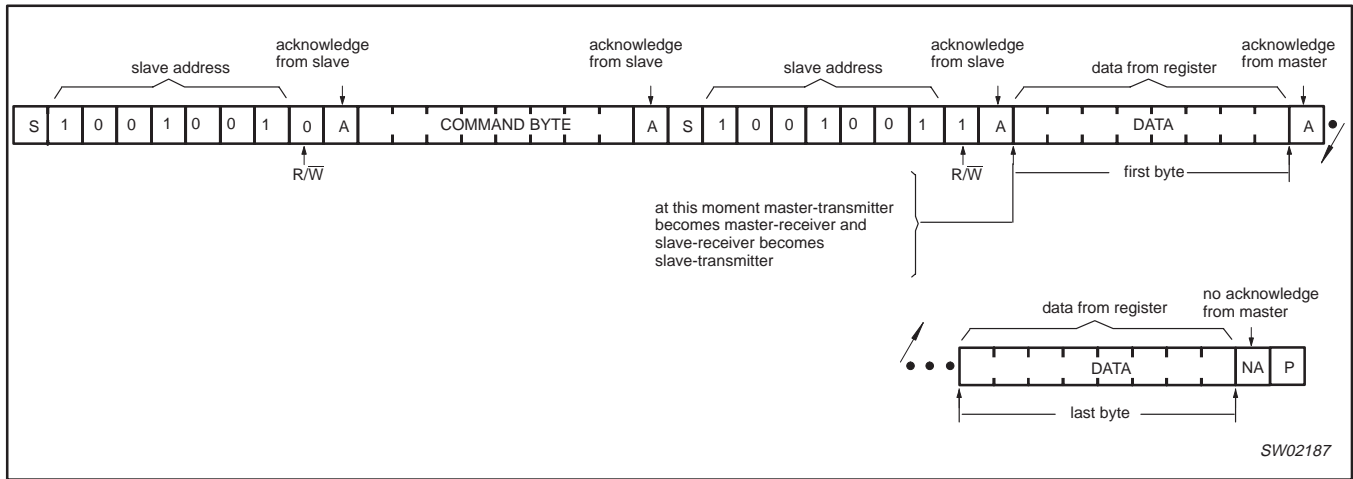 acknowledge
from slave
acknowledge
from slave
acknowledge
from slave
acknowledge
from master
slave address
slave address
data from register
S 1 0 0 1 0 0 1 0 A COMMAND BYTE A S 1 0 0 1 0 0 1 1 A DATA A
R/W̅
R/W̅
first byte
at this moment master-transmitter
becomes master-receiver and
slave-receiver becomes
slave-transmitter
data from register
no acknowledge
from master
DATA NA P
last byte
SW02187